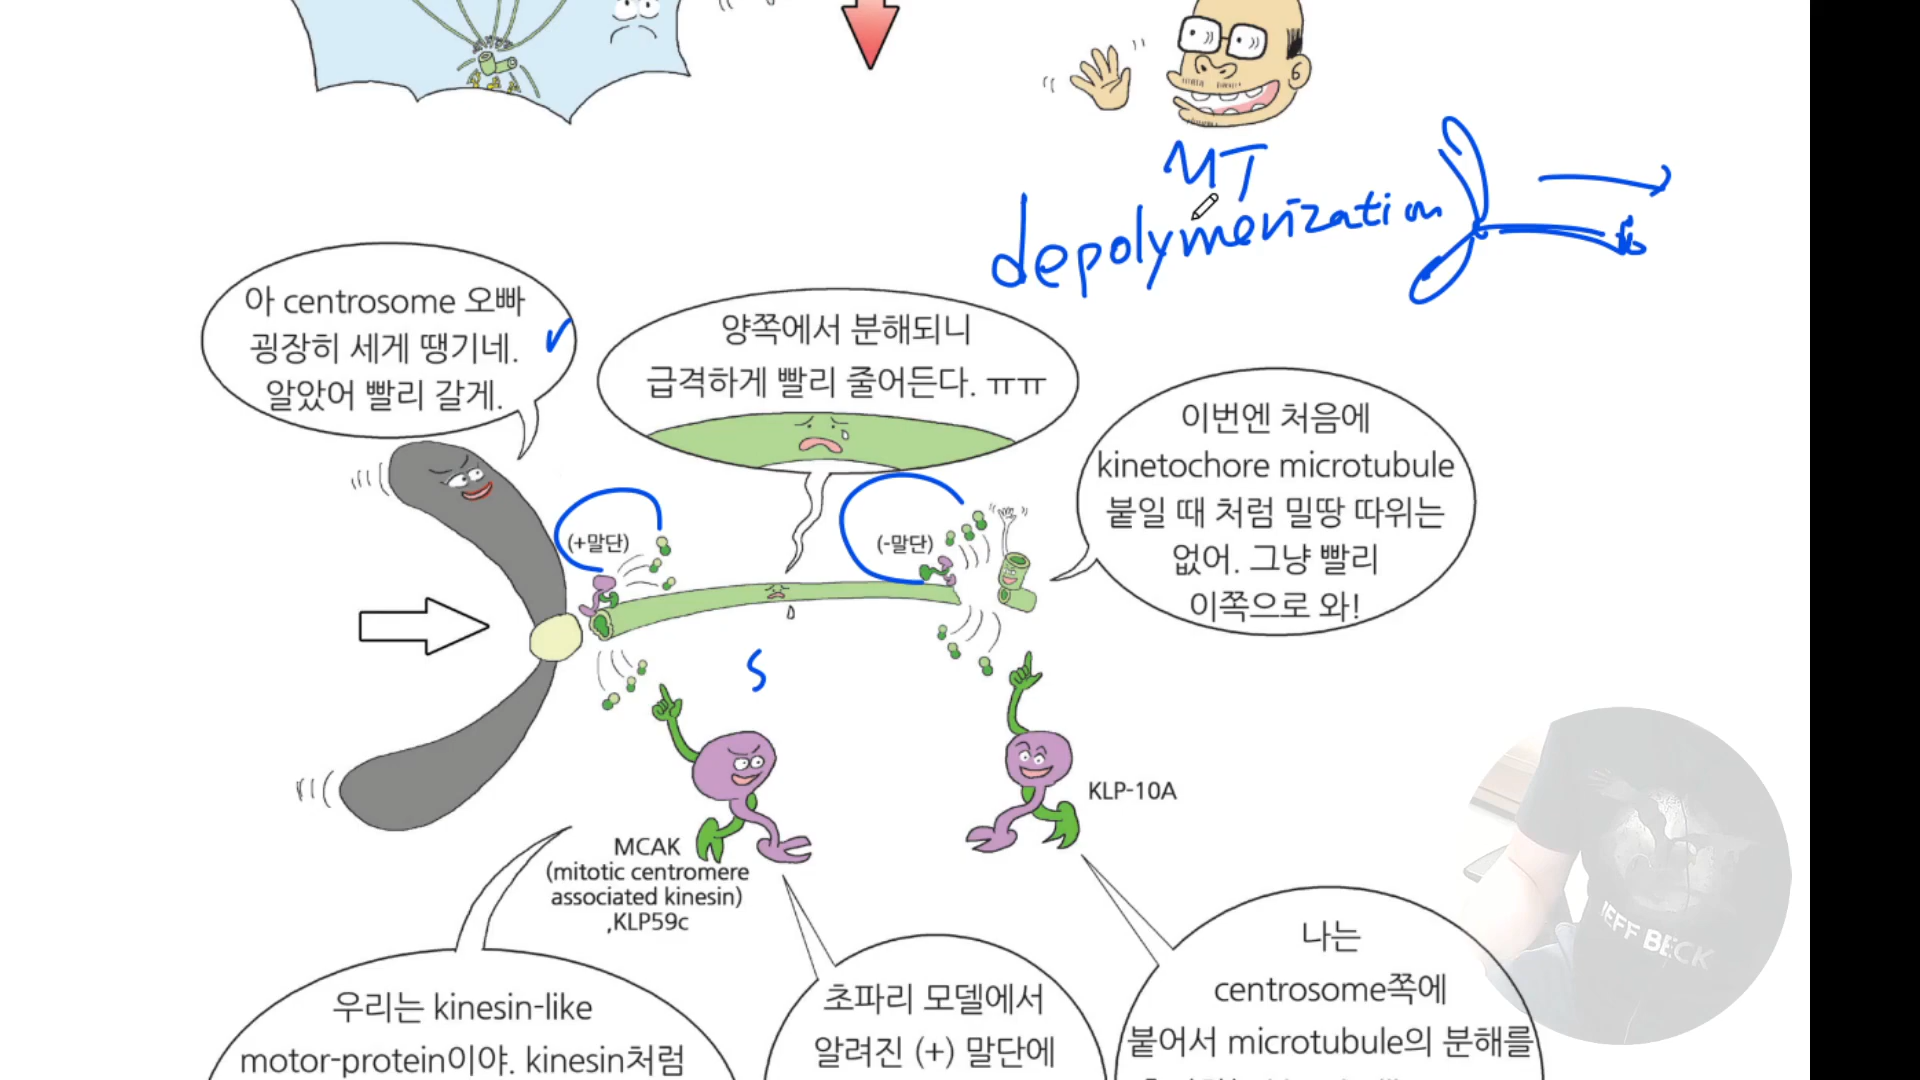 MT
depolymerization
아 centrosome 오빠
굉장히 세게 땡기네.
알았어 빨리 갈게.
양쪽에서 분해되니
급격하게 빨리 줄어든다. ㅠㅠ
이번엔 처음에
kinetochore microtubule
붙일 때 처럼 밀땅 따위는
없어. 그냥 빨리
이쪽으로 와!
(+말단)
(-말단)
S
KLP-10A
MCAK
(mitotic centromere
associated kinesin)
,KLP59c
우리는 kinesin-like
motor-protein이야. kinesin처럼
초파리 모델에서
알려진 (+) 말단에
나는
centrosome쪽에
붙어서 microtubule의 분해를
JEFF BECK